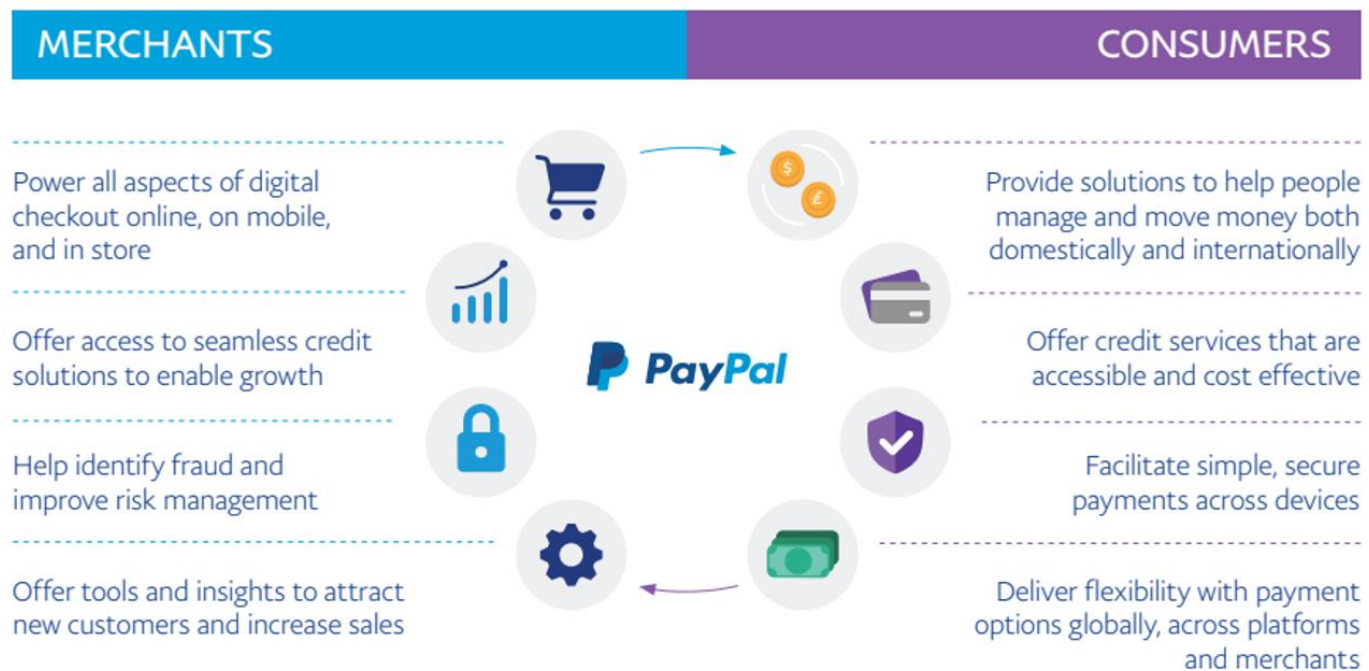 MERCHANTS
CONSUMERS
Power all aspects of digital
checkout online, on mobile,
and in store
Offer access to seamless credit
solutions to enable growth
Help identify fraud and
improve risk management
Offer tools and insights to attract
new customers and increase sales
$
£
PayPal
Provide solutions to help people
manage and move money both
domestically and internationally
Offer credit services that are
accessible and cost effective
Facilitate simple, secure
payments across devices
Deliver flexibility with payment
options globally, across platforms
and merchants